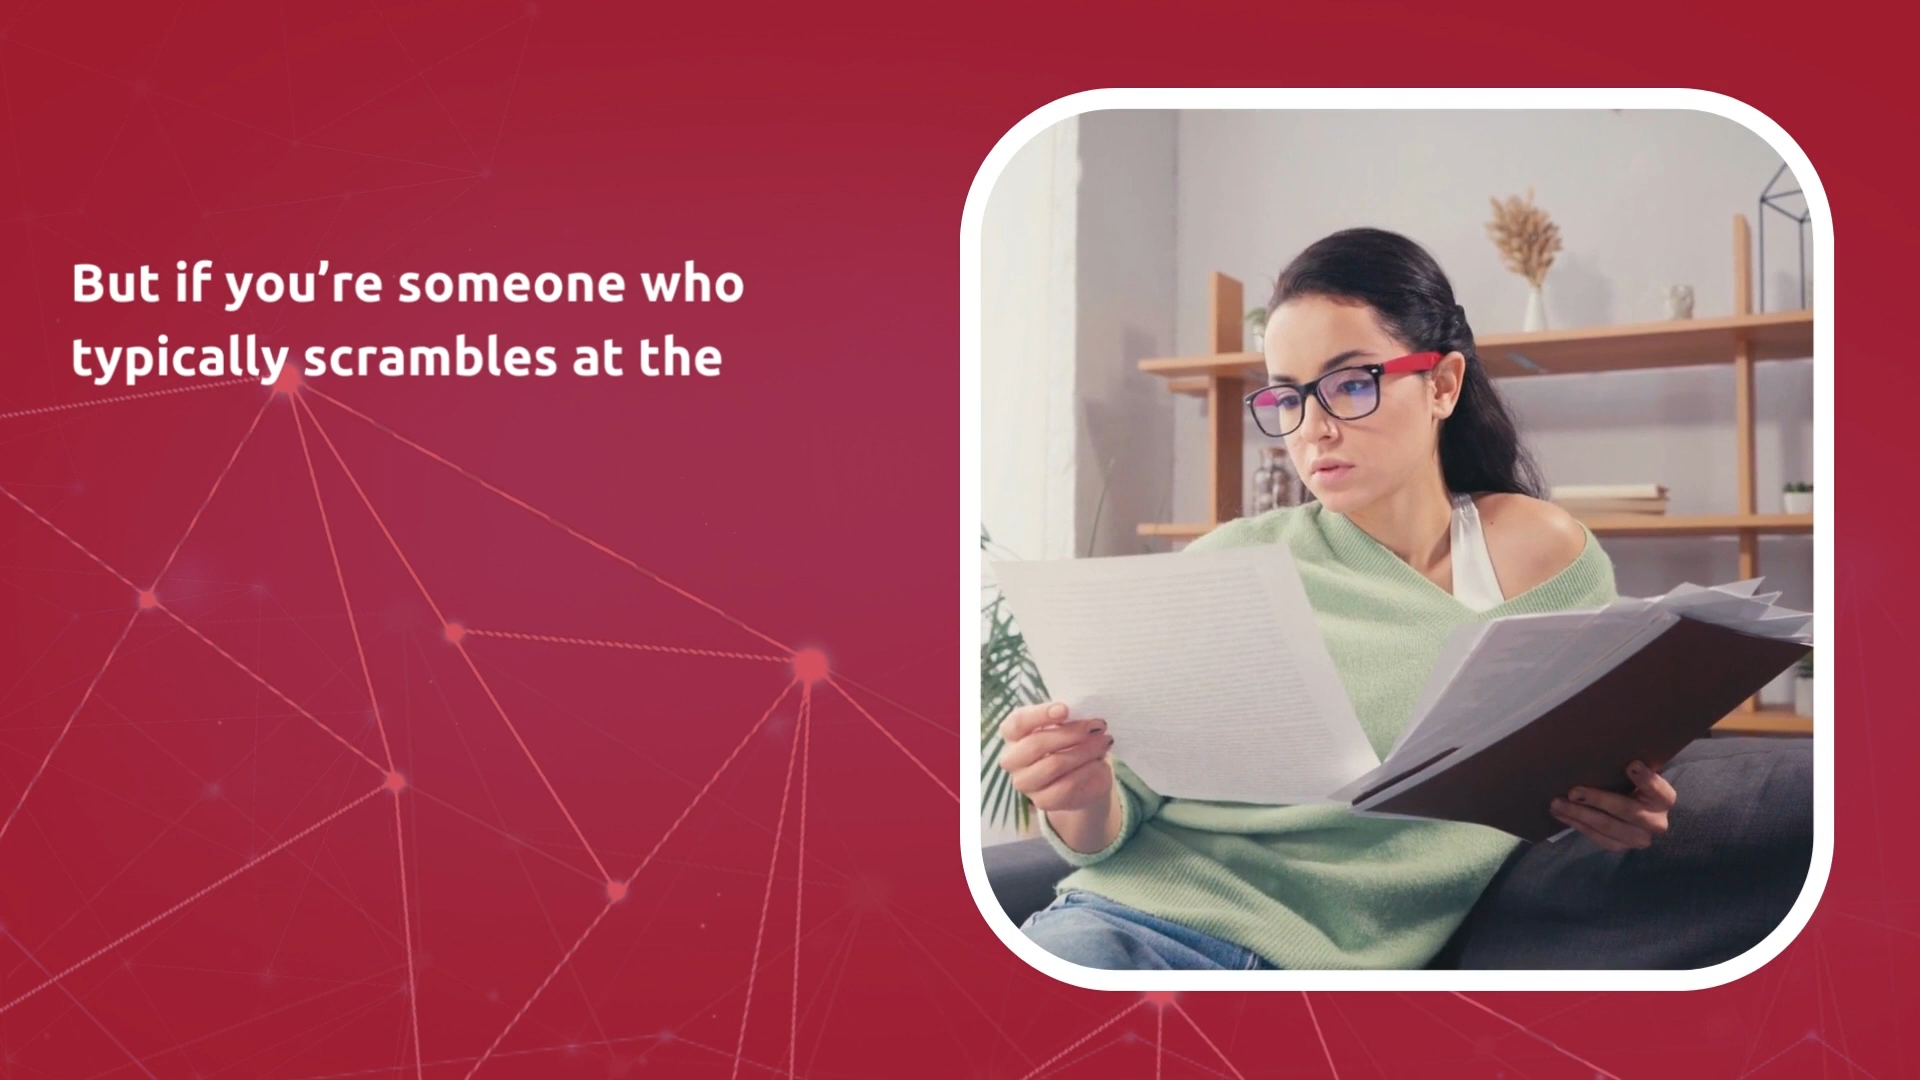 But if you’re someone who
typically scrambles at the